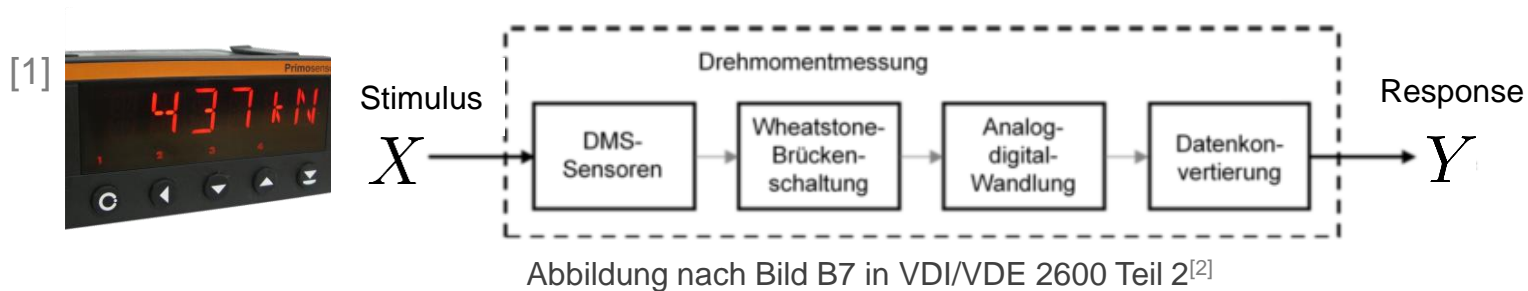 [1]
Primosens
437kN
1 2 3 4
Stimulus
X
Drehmomentmessung
DMS-
Sensoren
Wheatstone-
Brücken-
schaltung
Analog-
digital-
Wandlung
Datenkon-
vertierung
Response
Y
Abbildung nach Bild B7 in VDI/VDE 2600 Teil 2[2]